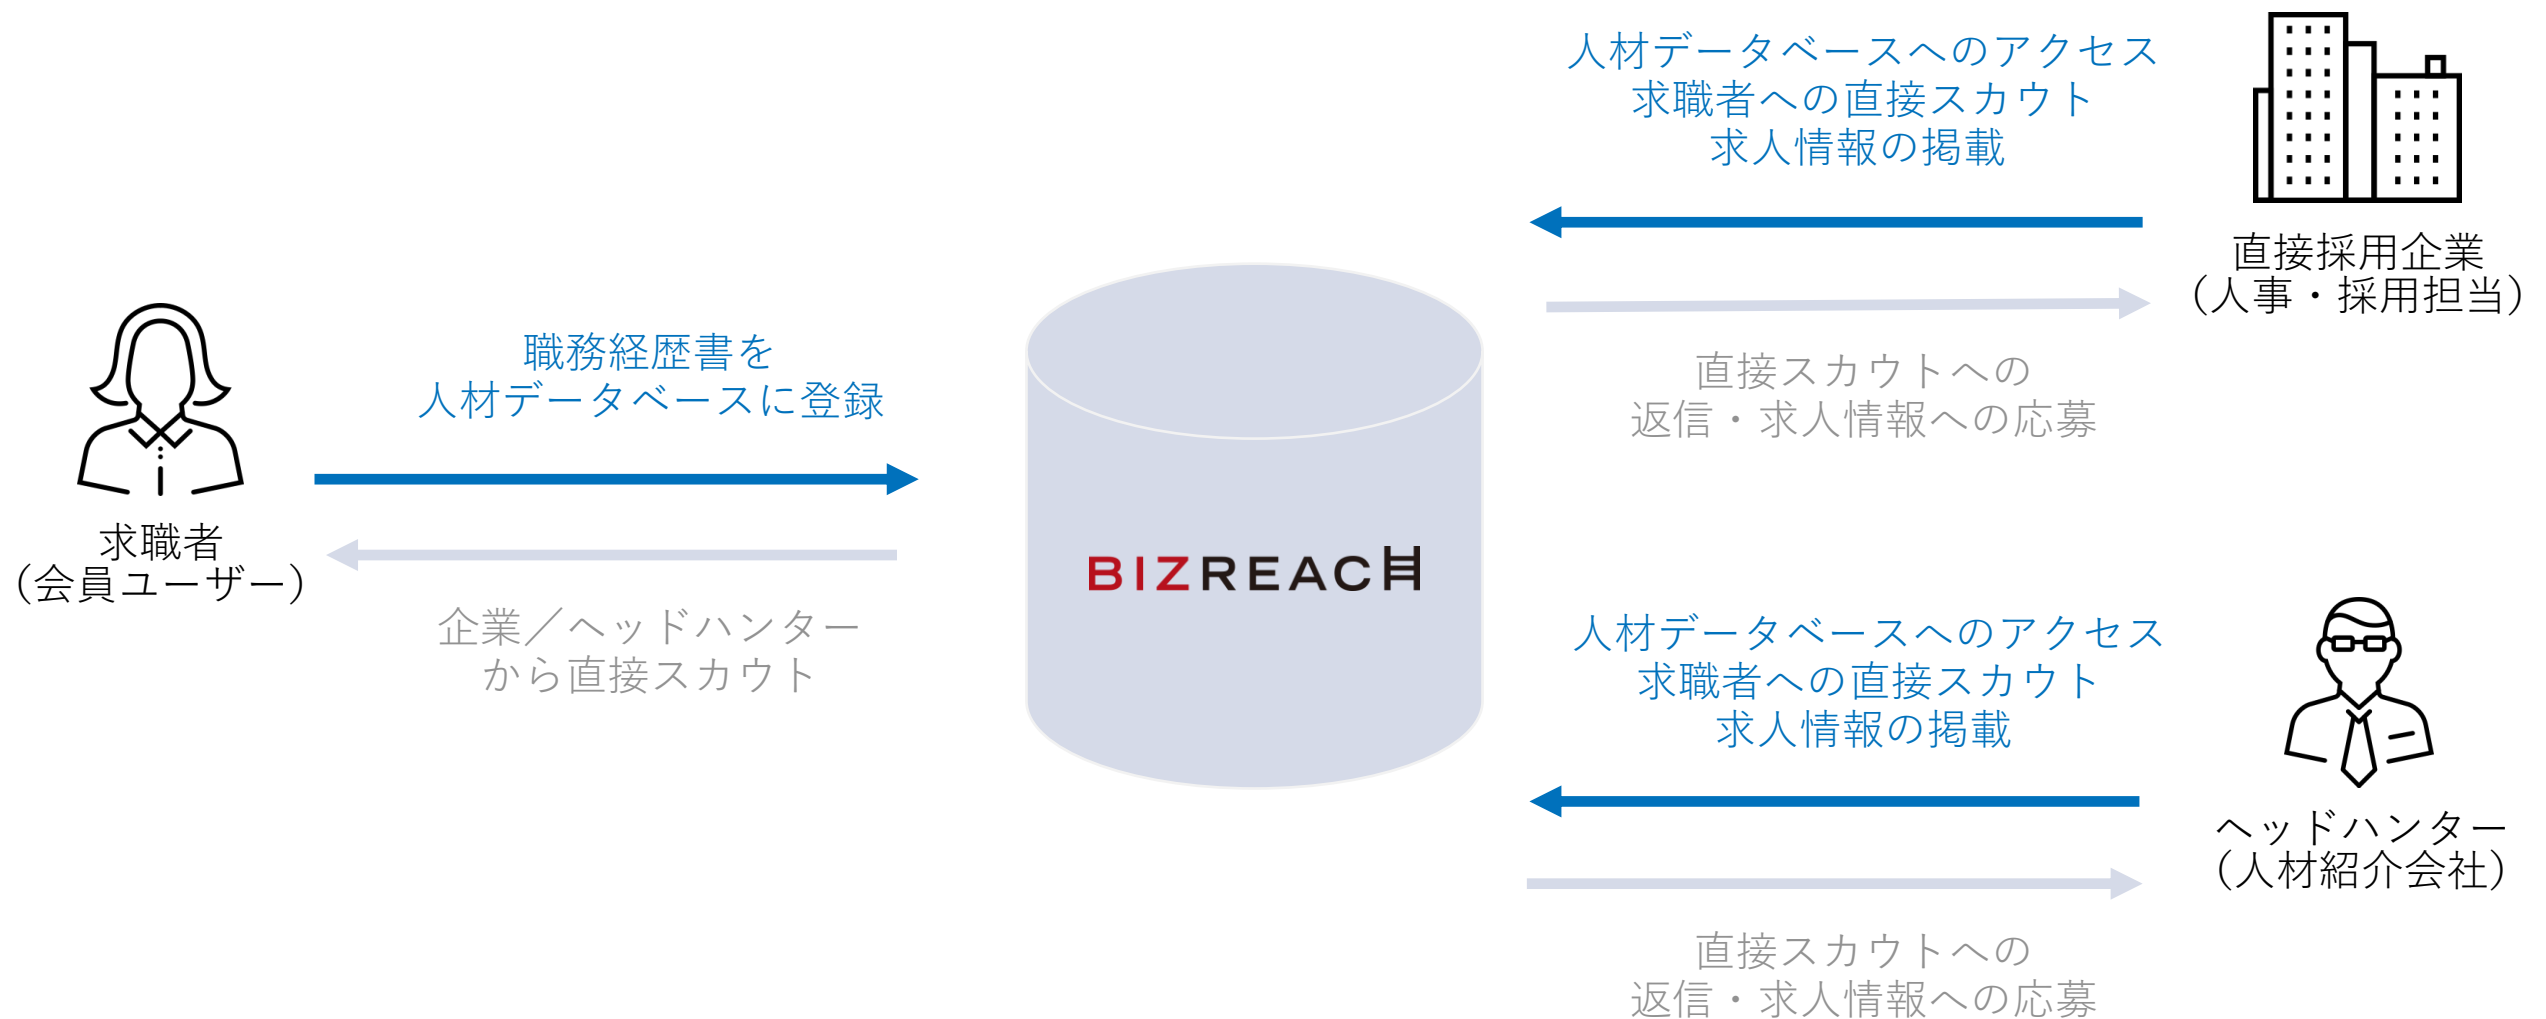 人材データベースへのアクセス
求職者への直接スカウト
求人情報の掲載
直接採用企業
（人事・採用担当）
直接スカウトへの
返信・求人情報への応募
職務経歴書を
人材データベースに登録
求職者
（会員ユーザー）
企業／ヘッドハンター
から直接スカウト
BIZREACH
人材データベースへのアクセス
求職者への直接スカウト
求人情報の掲載
ヘッドハンター
（人材紹介会社）
直接スカウトへの
返信・求人情報への応募